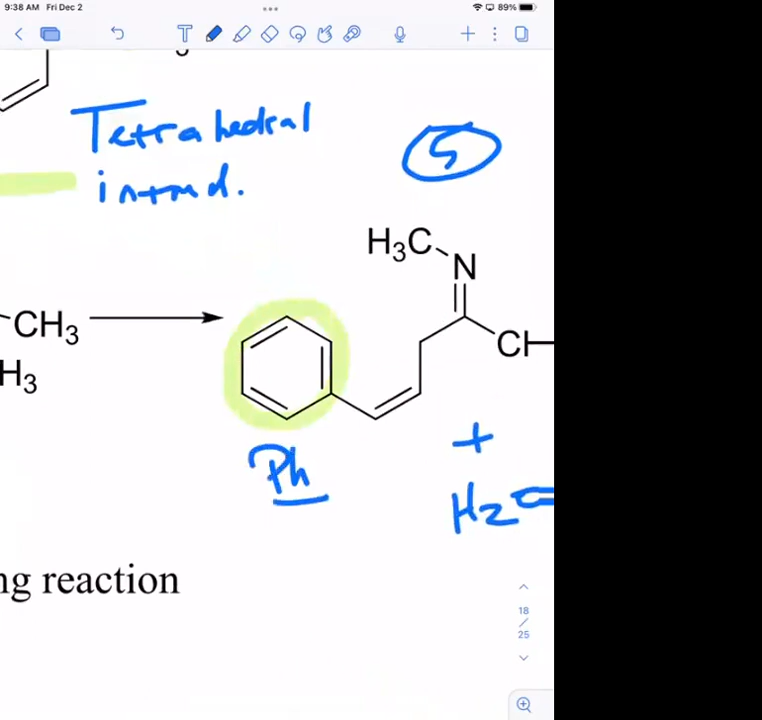 9:38 AM Fri Dec 2
89%
Tetrahedral
intmd.
5
H3C
N
CH3
H3
Ph
+
H2
ng reaction
18
/
25